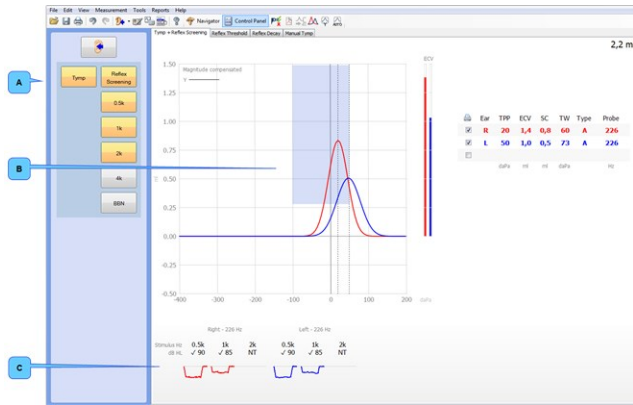 File Edit View Measurement Tools Reports Help
Navigator Control Panel
Tymp + Reflex Screening Reflex Threshold Reflex Decay Manual Tymp
2,2 m
A
Tymp Reflex Screening
0.5k
1k
2k
4k
BBN
B
C
Magnitude compensated
Y
1.50
1.25
1.00
0.75
0.50
0.25
0.00
-0.25
-0.50
-400 -300 -200 -100 0 100 200 daPa
ECV
Ear TPP ECV SC TW Type Probe
R 20 1,4 0,8 60 A 226
L 50 1,0 0,5 73 A 226
daPa ml ml daPa Hz
Right - 226 Hz Left - 226 Hz
Stimulus Hz 0.5k 1k 2k 0.5k 1k 2k
dB HL ✓ 90 ✓ 85 NT ✓ 90 ✓ 85 NT